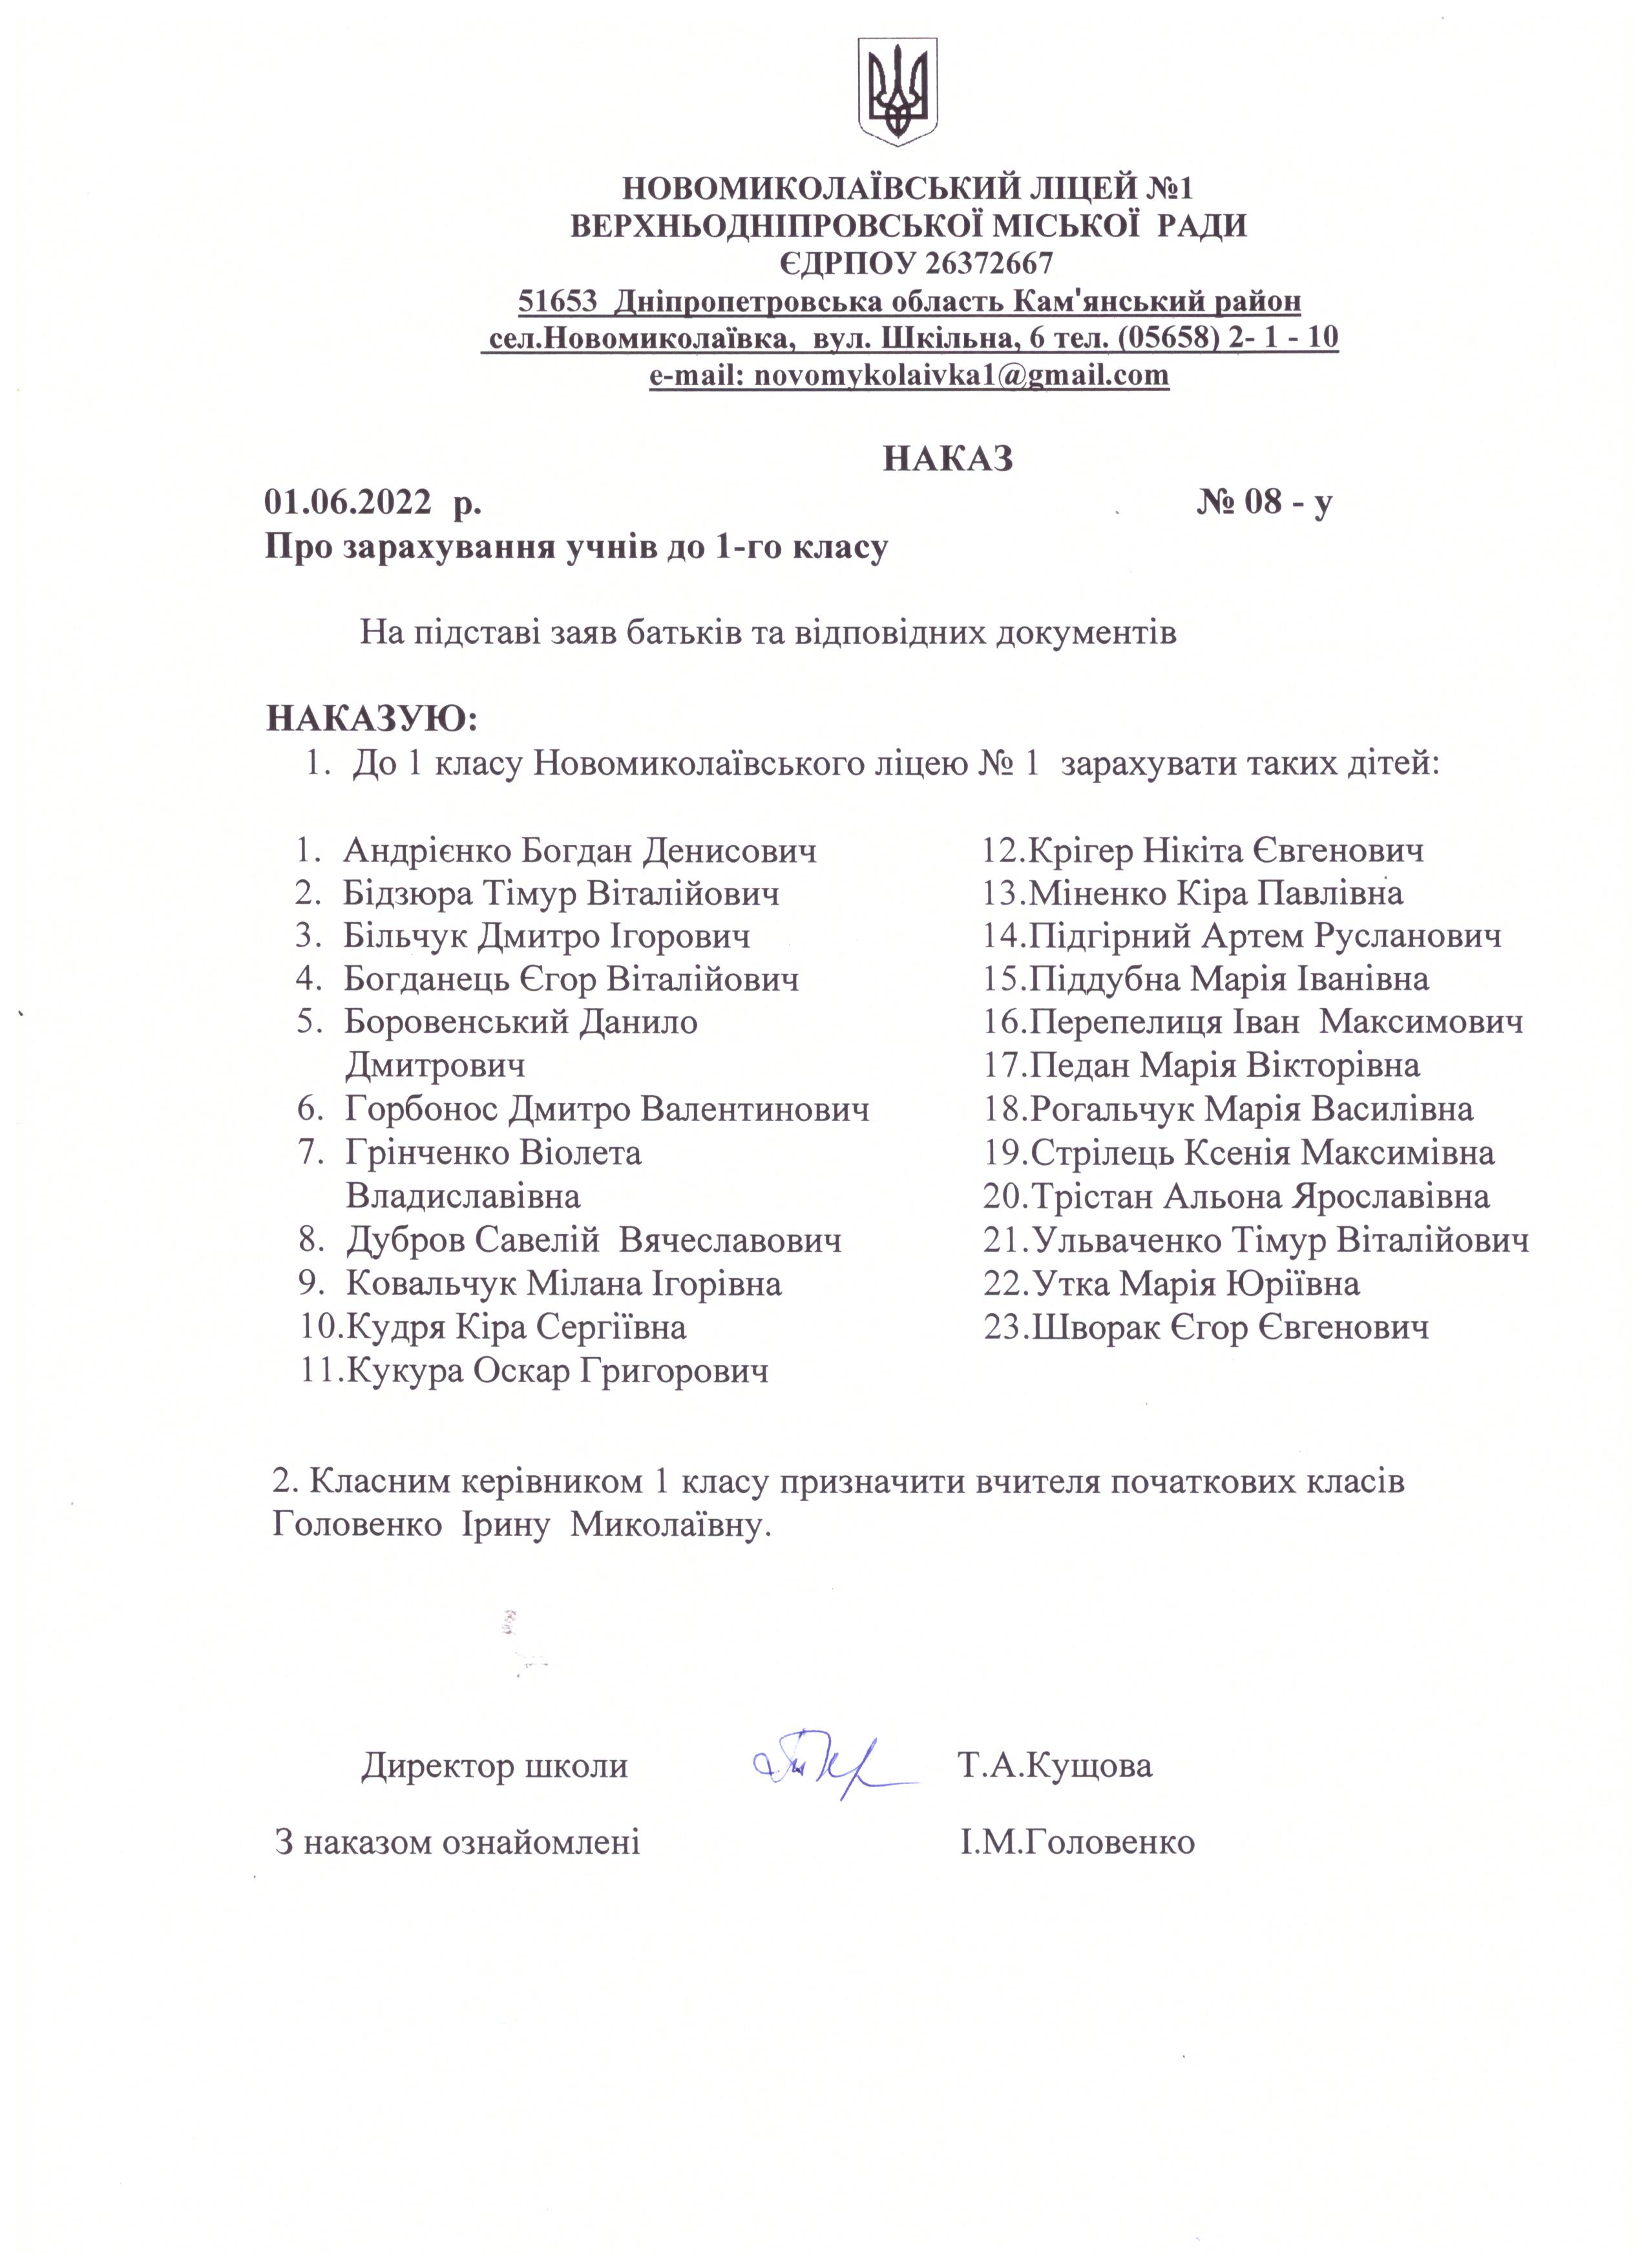 НОВОМИКОЛАЇВСЬКИЙ ЛІЦЕЙ №1
ВЕРХНЬОДНІПРОВСЬКОЇ МІСЬКОЇ РАДИ
ЄДРПОУ 26372667
51653 Дніпропетровська область Кам'янський район
сел.Новомиколаївка, вул. Шкільна, 6 тел. (05658) 2- 1 - 10
e-mail: novomykolaivka1@gmail.com
НАКАЗ
01.06.2022 р. № 08 - у
Про зарахування учнів до 1-го класу
На підставі заяв батьків та відповідних документів
НАКАЗУЮ:
1. До 1 класу Новомиколаївського ліцею № 1 зарахувати таких дітей:
1. Андрієнко Богдан Денисович
2. Бідзюра Тімур Віталійович
3. Більчук Дмитро Ігорович
4. Богданець Єгор Віталійович
5. Боровенський Данило
Дмитрович
6. Горбонос Дмитро Валентинович
7. Грінченко Віолета
Владиславівна
8. Дубров Савелій Вячеславович
9. Ковальчук Мілана Ігорівна
10.Кудря Кіра Сергіївна
11.Кукура Оскар Григорович
12.Крігер Нікіта Євгенович
13.Міненко Кіра Павлівна
14.Підгірний Артем Русланович
15.Піддубна Марія Іванівна
16.Перепелиця Іван Максимович
17.Педан Марія Вікторівна
18.Рогальчук Марія Василівна
19.Стрілець Ксенія Максимівна
20.Трістан Альона Ярославівна
21.Ульваченко Тімур Віталійович
22.Утка Марія Юріївна
23.Шворак Єгор Євгенович
2. Класним керівником 1 класу призначити вчителя початкових класів
Головенко Ірину Миколаївну.
Директор школи Т.А.Кущова
З наказом ознайомлені І.М.Головенко